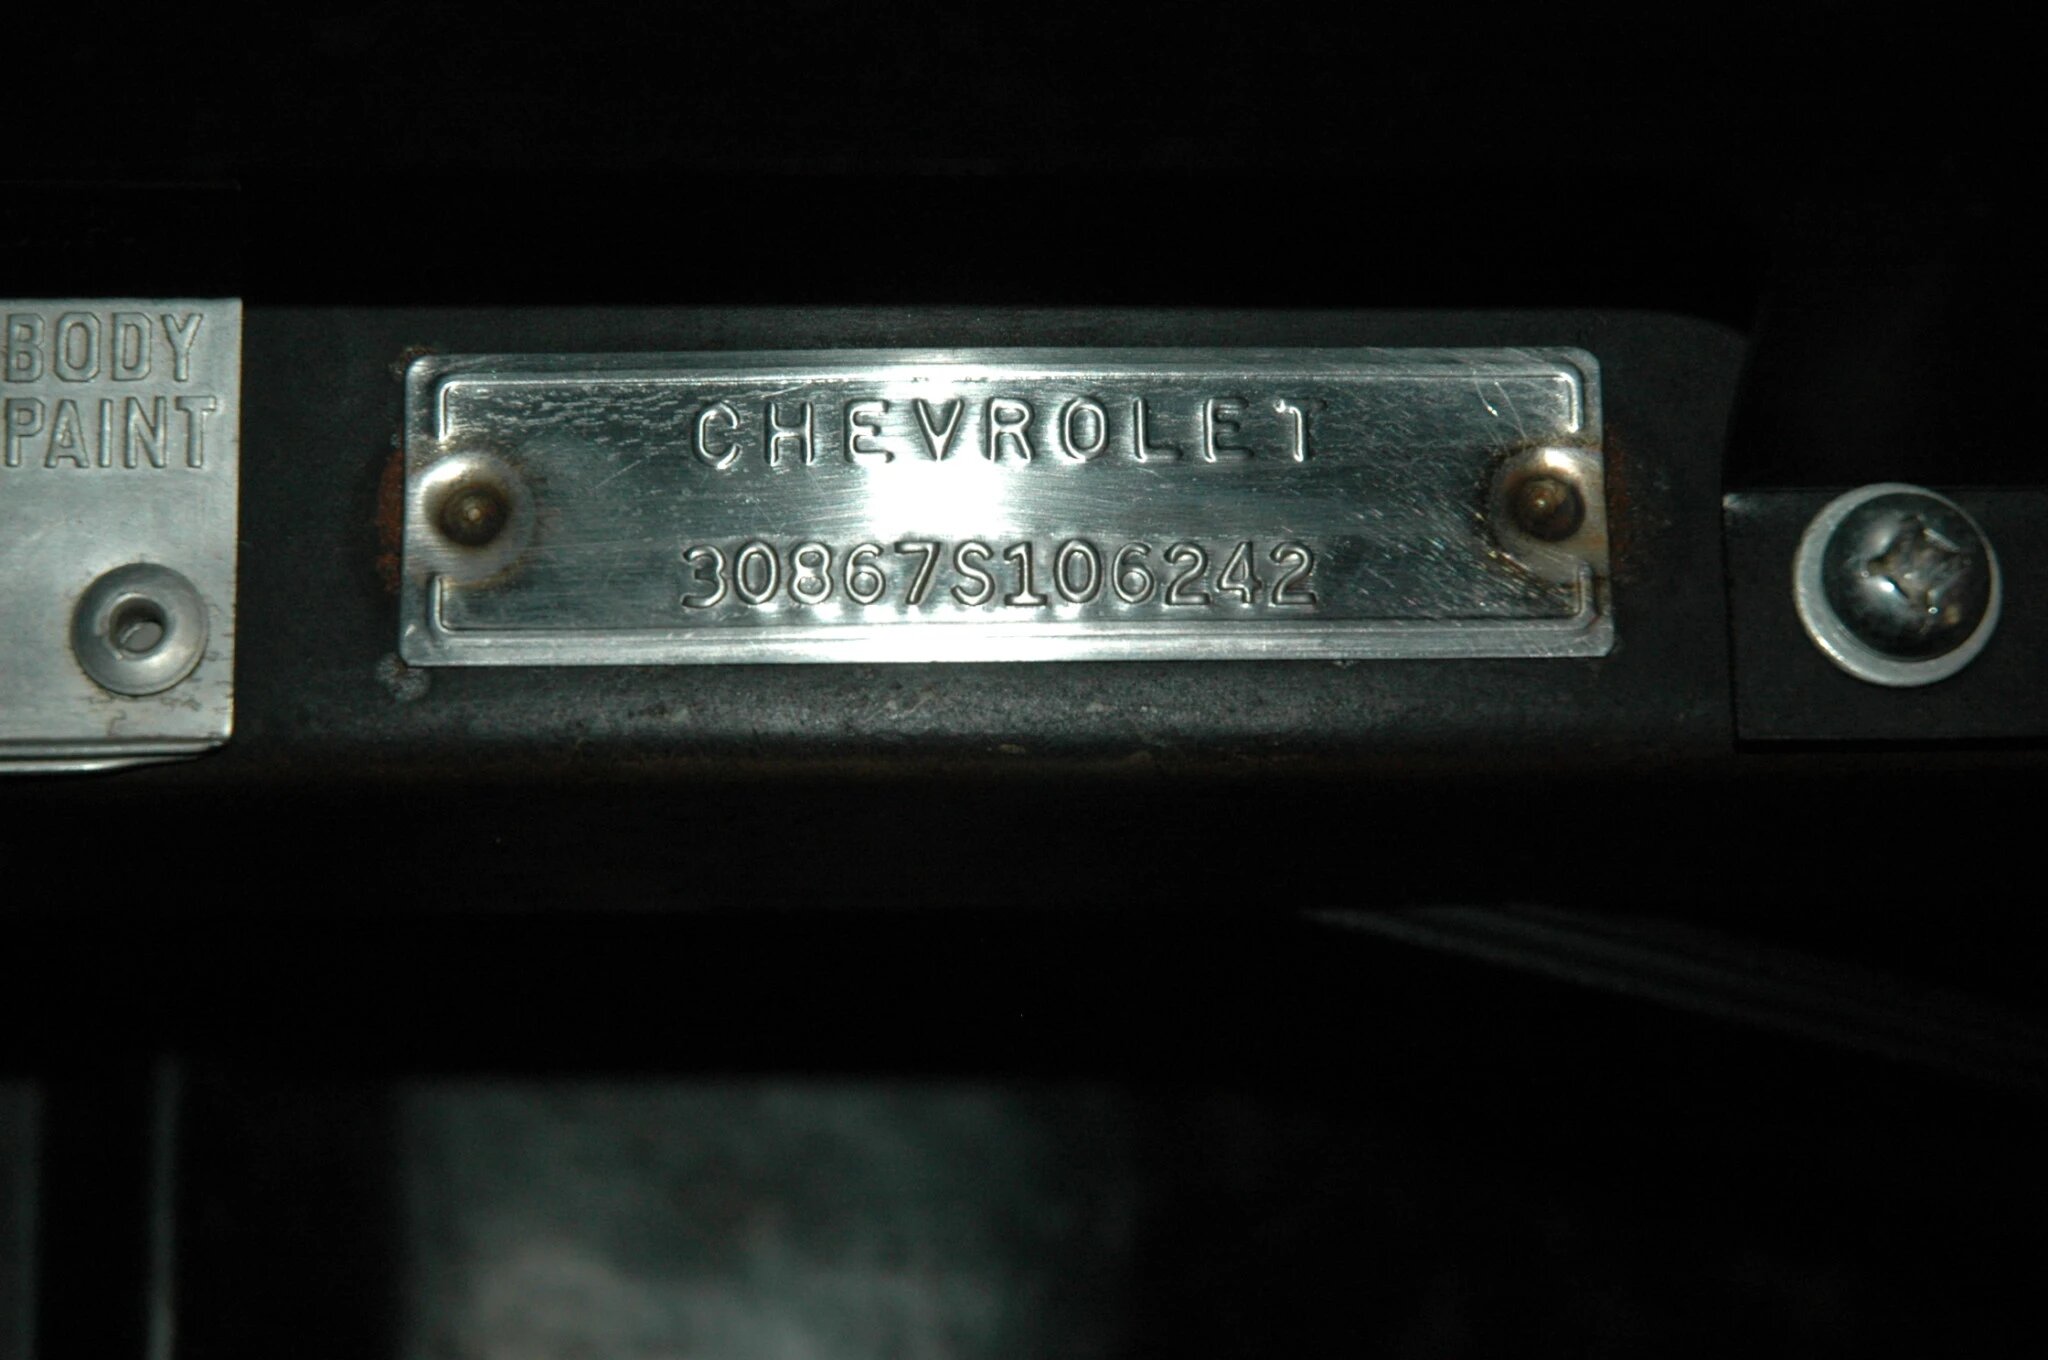 BODY
PAINT
CHEVROLET
30867S106242